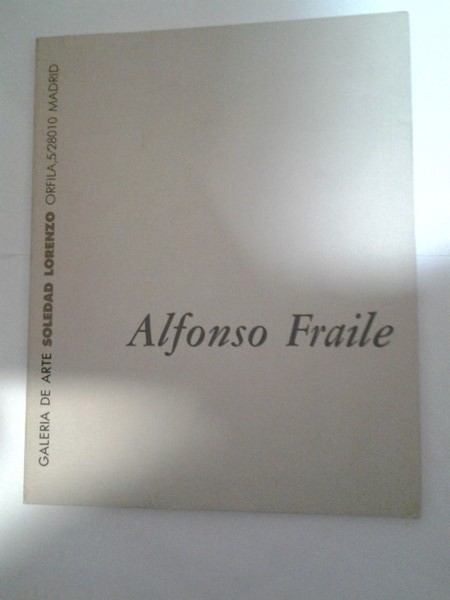 GALERIA DE ARTE SOLEDAD LORENZO ORFILA,5/28010 MADRID
Alfonso Fraile